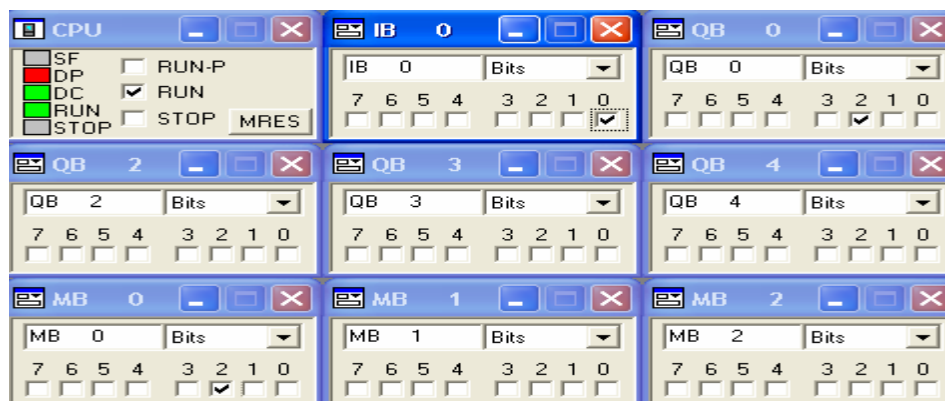 CPU
SF
DP
DC
RUN
STOP
RUN-P
RUN
STOP
MRES
IB 0
IB 0 Bits
7 6 5 4 3 2 1 0
QB 0
QB 0 Bits
7 6 5 4 3 2 1 0
QB 2
QB 2 Bits
7 6 5 4 3 2 1 0
QB 3
QB 3 Bits
7 6 5 4 3 2 1 0
QB 4
QB 4 Bits
7 6 5 4 3 2 1 0
MB 0
MB 0 Bits
7 6 5 4 3 2 1 0
MB 1
MB 1 Bits
7 6 5 4 3 2 1 0
MB 2
MB 2 Bits
7 6 5 4 3 2 1 0